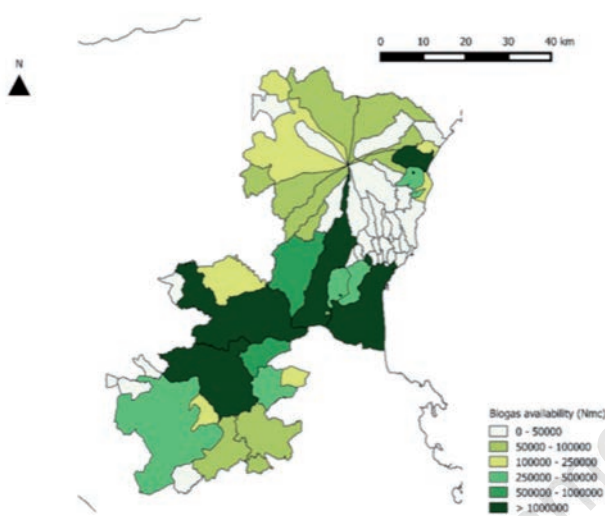 0 10 20 30 40 km
N
Biogas availability (Nmc)
0 - 50000
50000 - 100000
100000 - 250000
250000 - 500000
500000 - 1000000
> 1000000